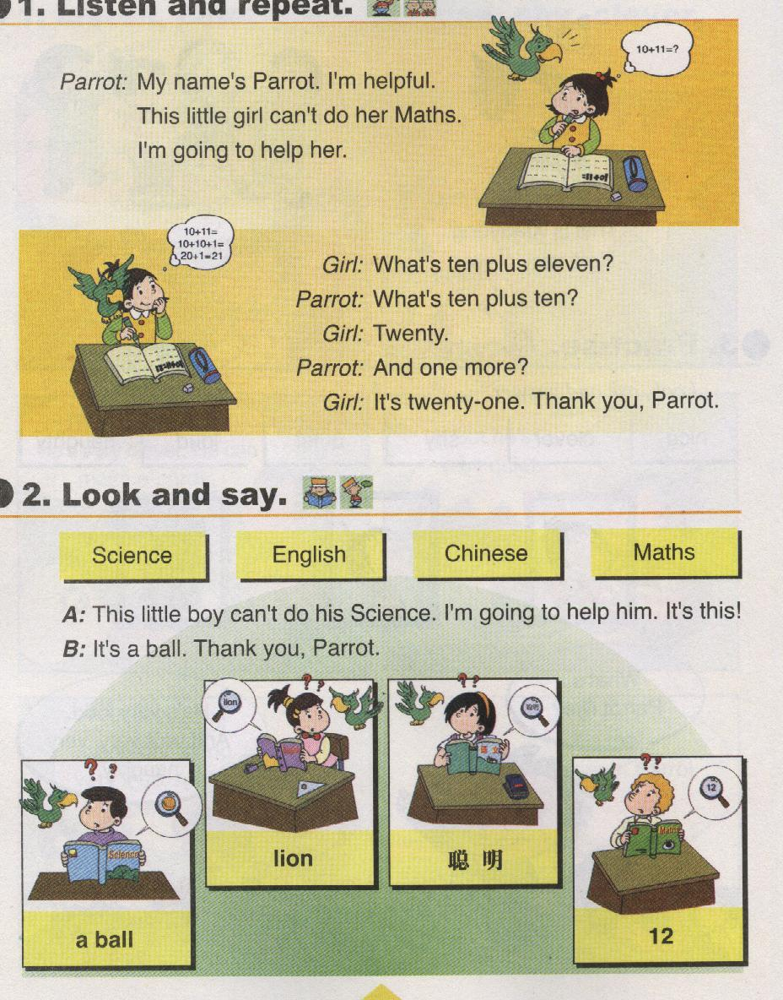 1. Listen and repeat.
10+11=?
Parrot: My name's Parrot. I'm helpful.
This little girl can't do her Maths.
I'm going to help her.
10+11=
10+10+1=
20+1=21
Girl: What's ten plus eleven?
Parrot: What's ten plus ten?
Girl: Twenty.
Parrot: And one more?
Girl: It's twenty-one. Thank you, Parrot.
2. Look and say.
Science English Chinese Maths
A: This little boy can't do his Science. I'm going to help him. It's this!
B: It's a ball. Thank you, Parrot.
Science
a ball
lion
lion
聪明
语文
聪 明
12
Maths
12